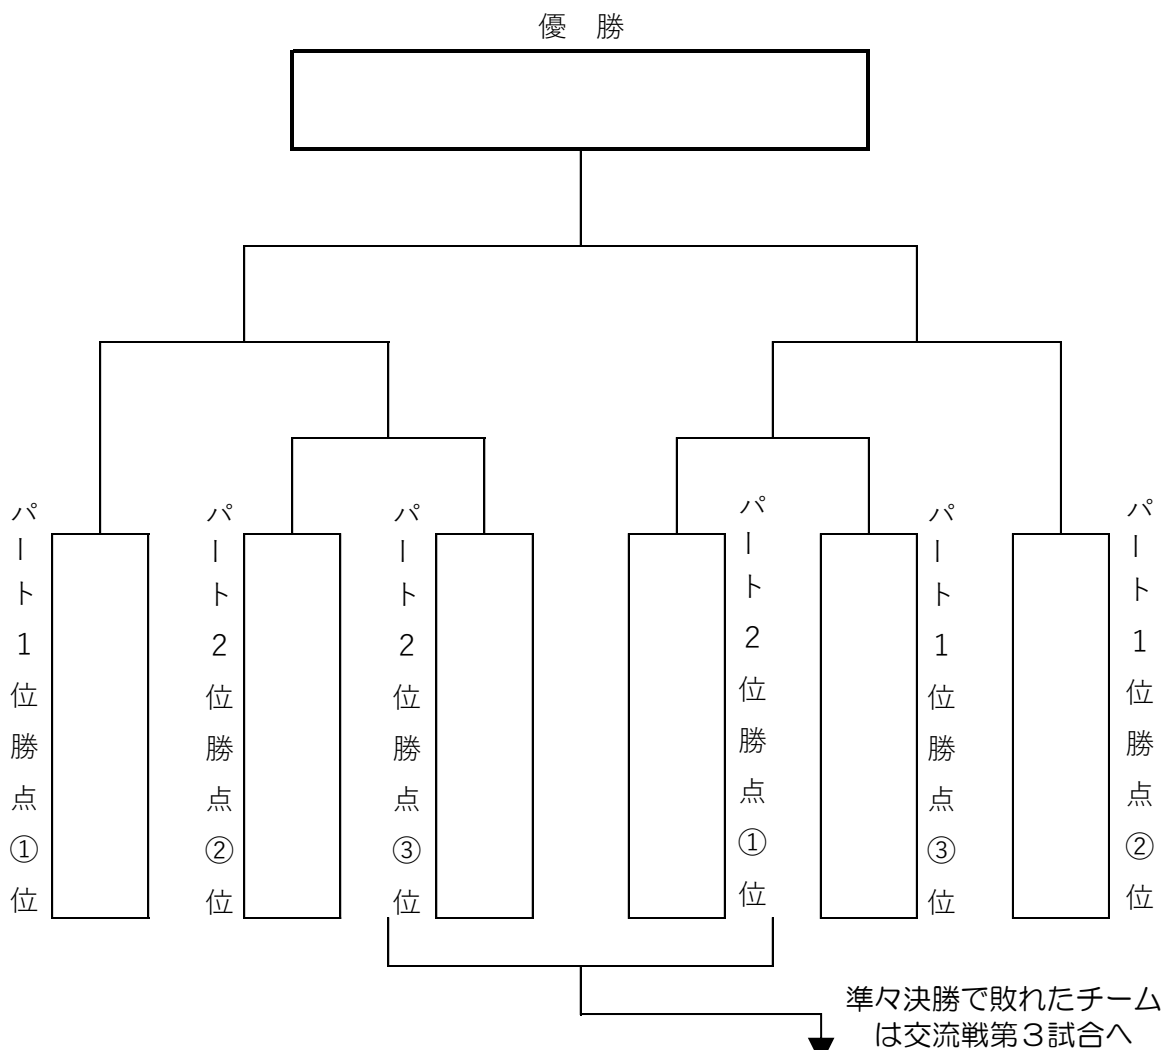 優　勝
パート1位勝点①位
パート2位勝点②位
パート2位勝点③位
パート2位勝点①位
パート1位勝点③位
パート1位勝点②位
準々決勝で敗れたチーム
は交流戦第３試合へ